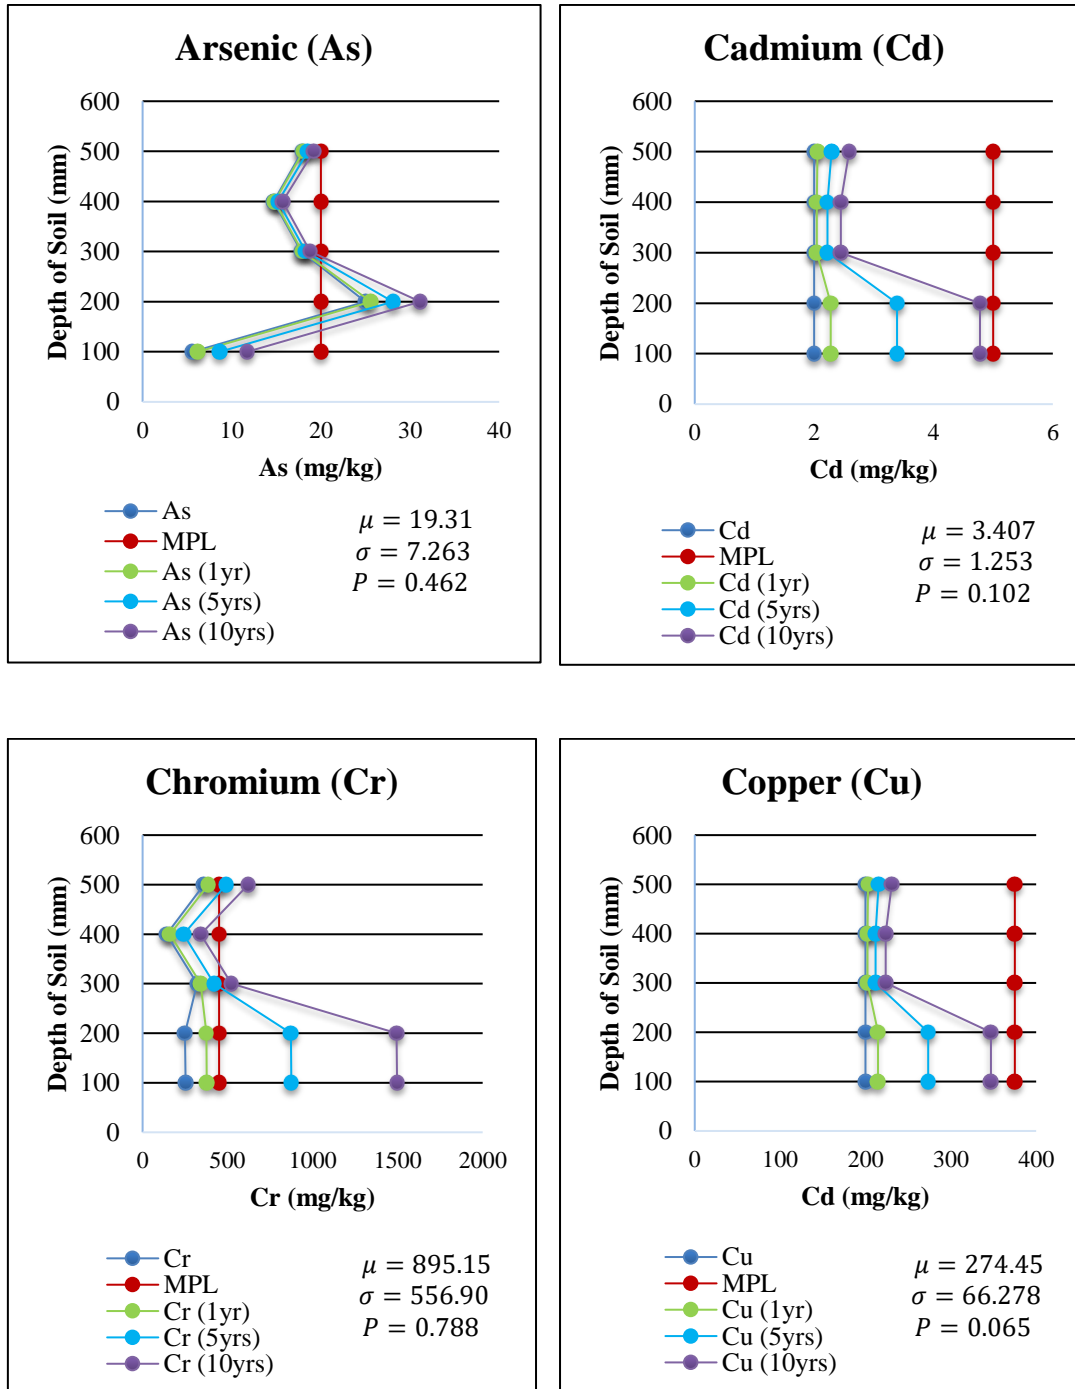 Arsenic (As)
600
500
400
300
200
100
0
Depth of Soil (mm)
0 10 20 30 40
As (mg/kg)
As
MPL
As (1yr)
As (5yrs)
As (10yrs)
μ = 19.31
σ = 7.263
P = 0.462
Cadmium (Cd)
600
500
400
300
200
100
0
Depth of Soil (mm)
0 2 4 6
Cd (mg/kg)
Cd
MPL
Cd (1yr)
Cd (5yrs)
Cd (10yrs)
μ = 3.407
σ = 1.253
P = 0.102
Chromium (Cr)
600
500
400
300
200
100
0
Depth of Soil (mm)
0 500 1000 1500 2000
Cr (mg/kg)
Cr
MPL
Cr (1yr)
Cr (5yrs)
Cr (10yrs)
μ = 895.15
σ = 556.90
P = 0.788
Copper (Cu)
600
500
400
300
200
100
0
Depth of Soil (mm)
0 100 200 300 400
Cd (mg/kg)
Cu
MPL
Cu (1yr)
Cu (5yrs)
Cu (10yrs)
μ = 274.45
σ = 66.278
P = 0.065